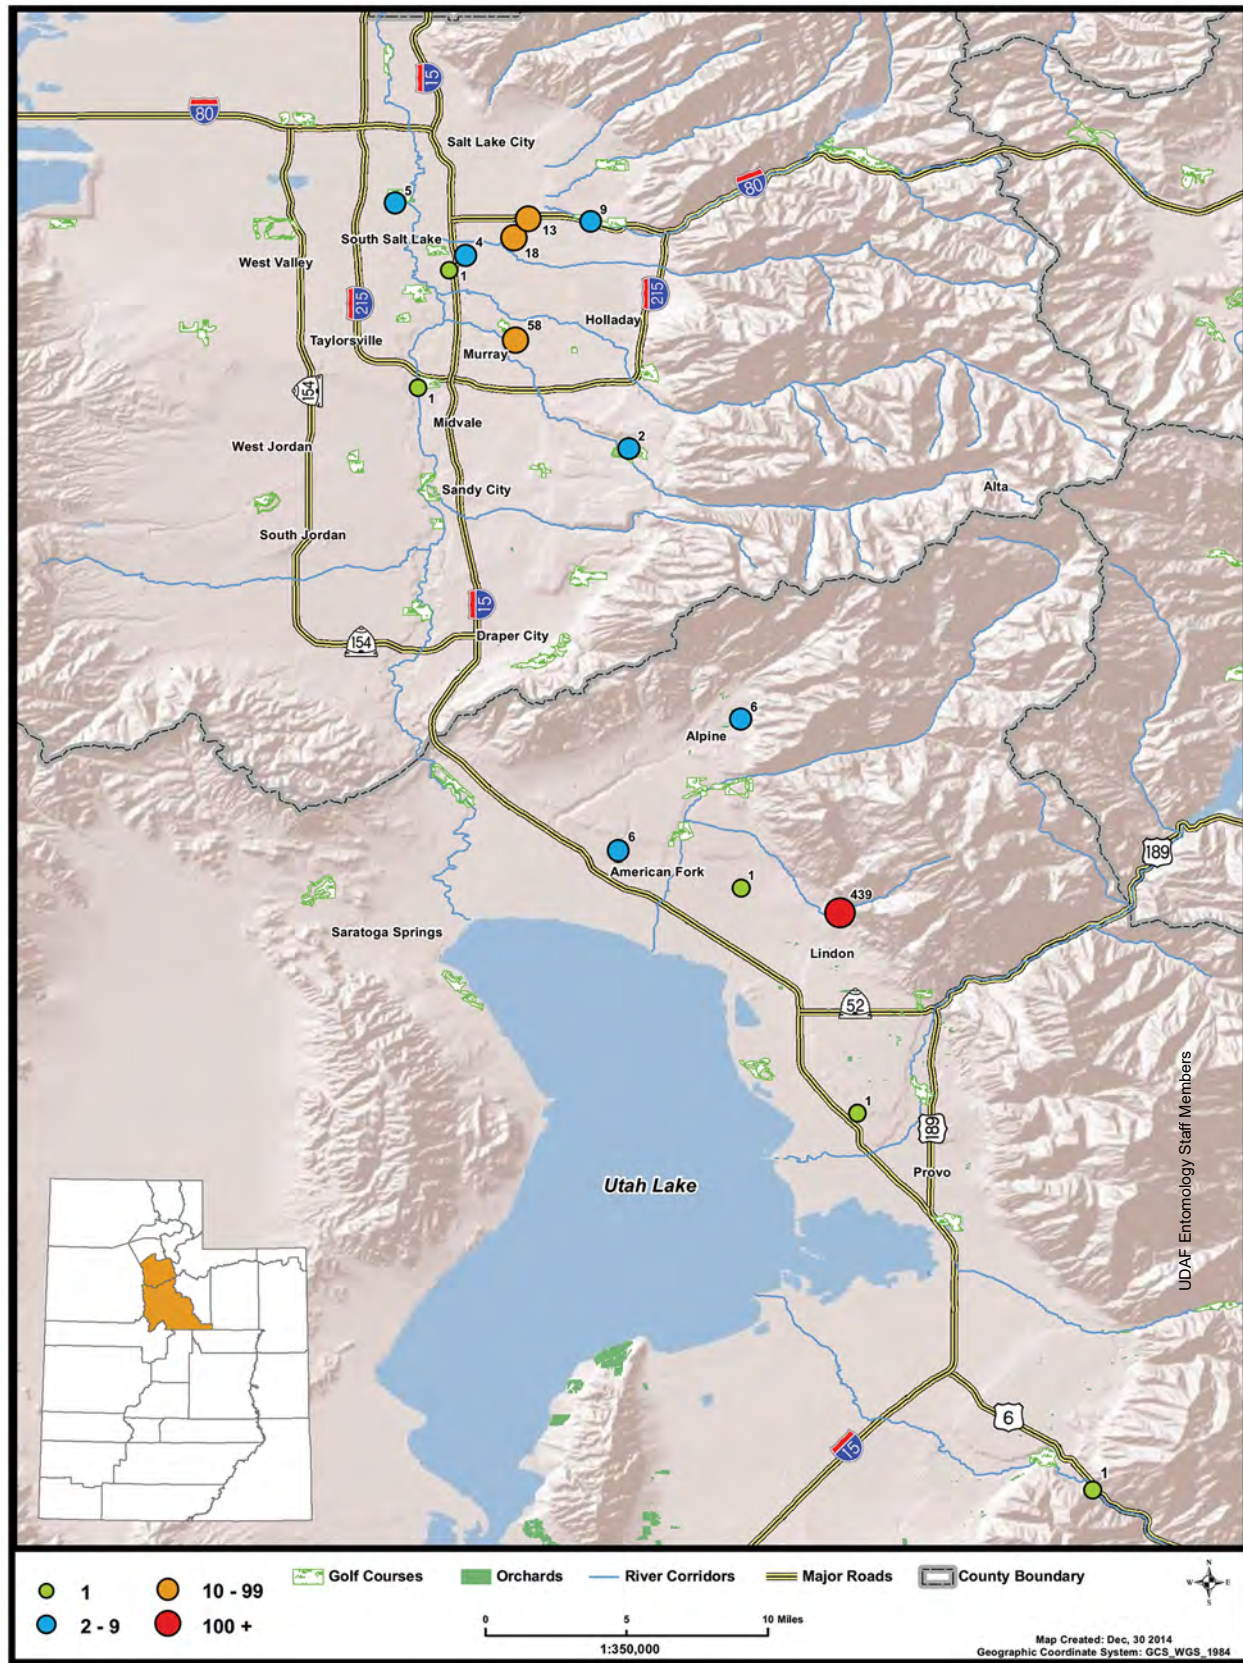 15
80
Salt Lake City
80
5
9
13
South Salt Lake
4
18
West Valley
1
215
215
58
Holladay
Taylorsville
Murray
154
1
Midvale
2
West Jordan
Alta
Sandy City
South Jordan
15
Draper City
154
6
Alpine
6
189
American Fork
1
439
Saratoga Springs
Lindon
52
1
189
UDAF Entomology Staff Members
Provo
Utah Lake
6
15
1
1
10 - 99
2 - 9
100 +
Golf Courses
Orchards
River Corridors
Major Roads
County Boundary
0 5 10 Miles
1:350,000
N
W E
S
Map Created: Dec, 30 2014
Geographic Coordinate System: GCS_WGS_1984